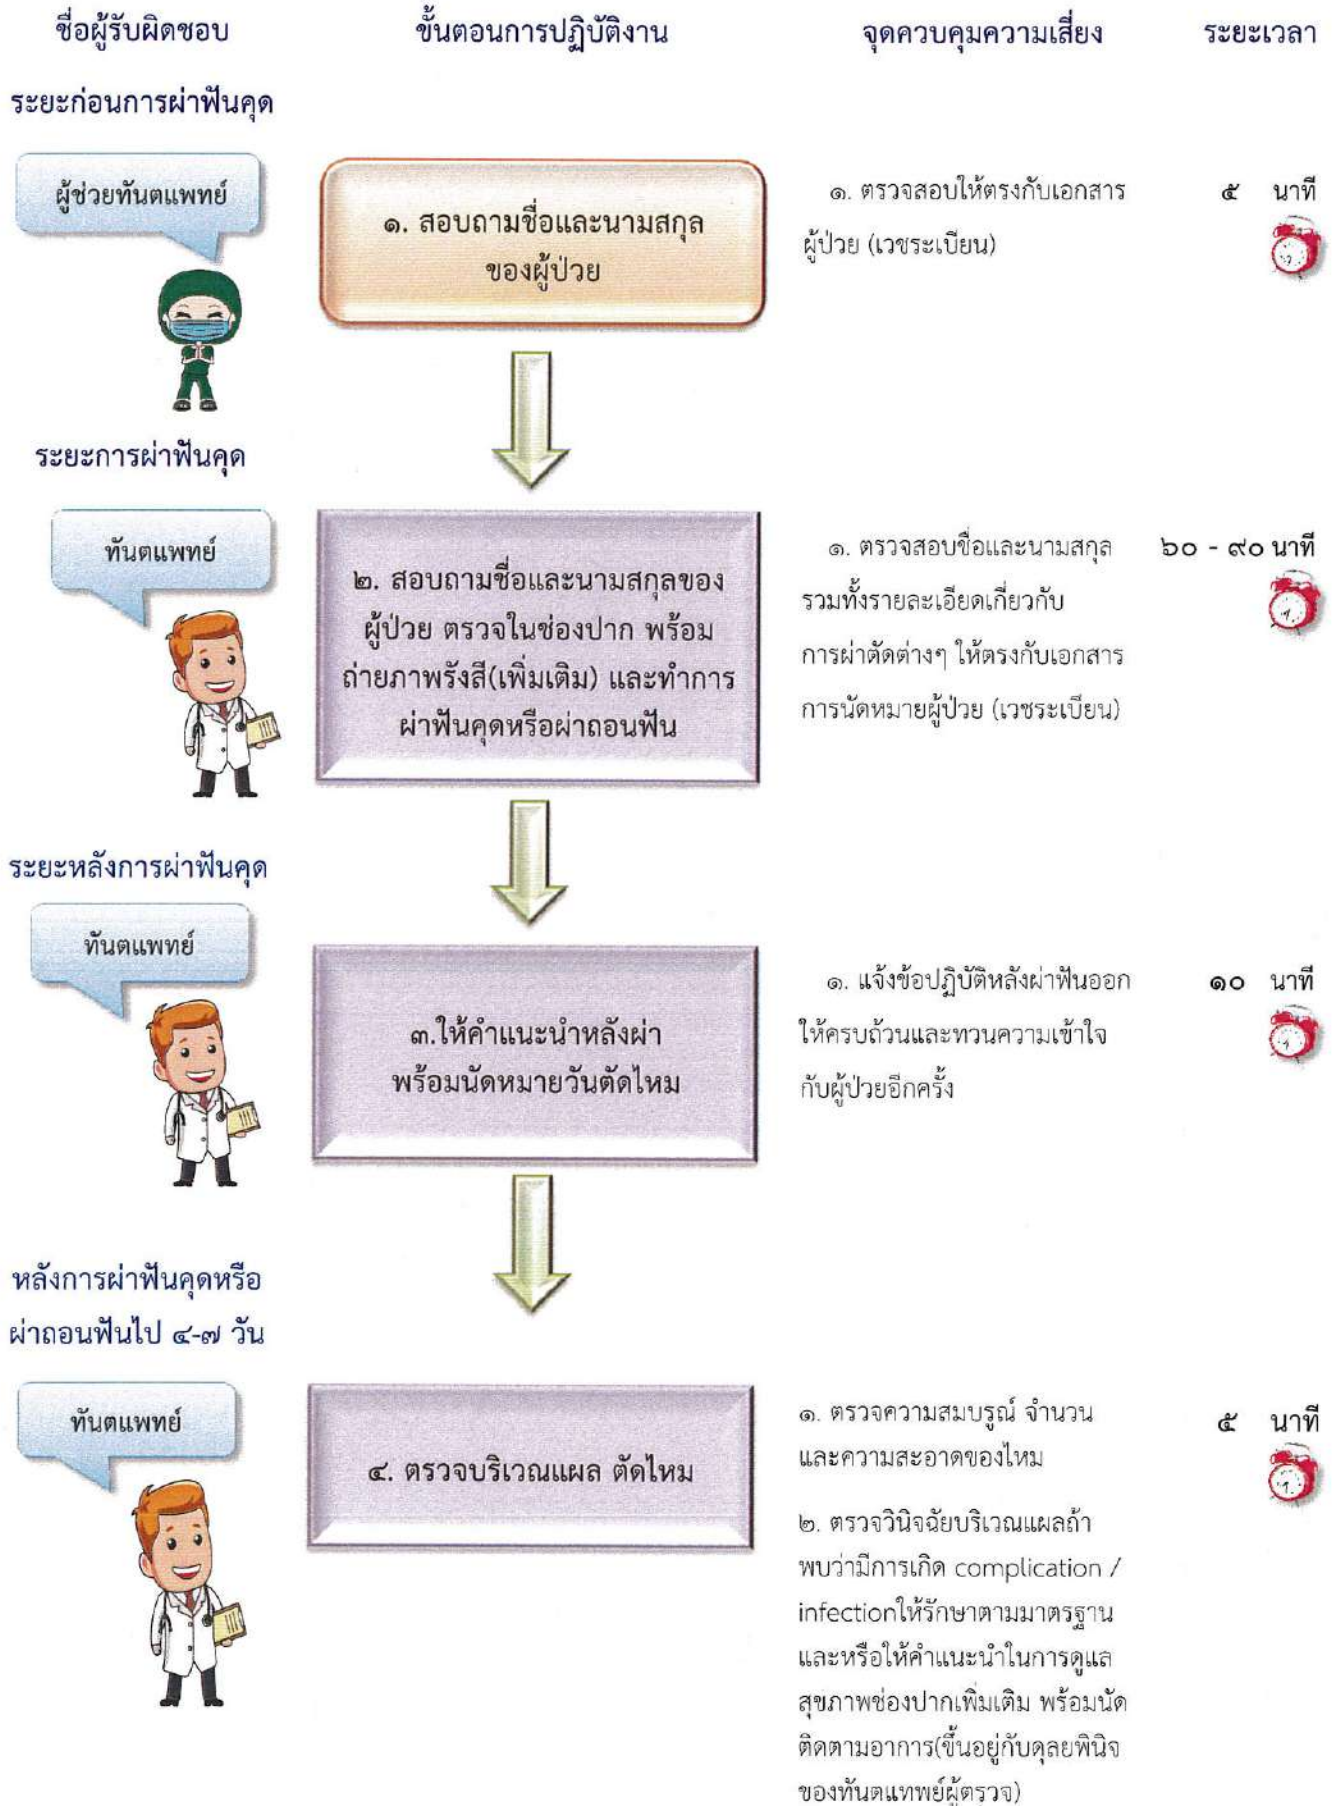 ชื่อผู้รับผิดชอบ ขั้นตอนการปฏิบัติงาน จุดควบคุมความเสี่ยง ระยะเวลา
ระยะก่อนการผ่าฟันคุด
ผู้ช่วยทันตแพทย์
๑. สอบถามชื่อและนามสกุล
ของผู้ป่วย
๑. ตรวจสอบให้ตรงกับเอกสาร
ผู้ป่วย (เวชระเบียน)
๕ นาที
ระยะการผ่าฟันคุด
ทันตแพทย์
๒. สอบถามชื่อและนามสกุลของ
ผู้ป่วย ตรวจในช่องปาก พร้อม
ถ่ายภาพรังสี(เพิ่มเติม) และทำการ
ผ่าฟันคุดหรือผ่าถอนฟัน
๑. ตรวจสอบชื่อและนามสกุล
รวมทั้งรายละเอียดเกี่ยวกับ
การผ่าตัดต่างๆ ให้ตรงกับเอกสาร
การนัดหมายผู้ป่วย (เวชระเบียน)
๖๐ - ๙๐ นาที
ระยะหลังการผ่าฟันคุด
ทันตแพทย์
๓.ให้คำแนะนำหลังผ่า
พร้อมนัดหมายวันตัดไหม
๑. แจ้งข้อปฏิบัติหลังผ่าฟันออก
ให้ครบถ้วนและทวนความเข้าใจ
กับผู้ป่วยอีกครั้ง
๑๐ นาที
หลังการผ่าฟันคุดหรือ
ผ่าถอนฟันไป ๔-๗ วัน
ทันตแพทย์
๔. ตรวจบริเวณแผล ตัดไหม
๑. ตรวจความสมบรูณ์ จำนวน
และความสะอาดของไหม
๒. ตรวจวินิจฉัยบริเวณแผลถ้า
พบว่ามีการเกิด complication /
infectionให้รักษาตามมาตรฐาน
และหรือให้คำแนะนำในการดูแล
สุขภาพช่องปากเพิ่มเติม พร้อมนัด
ติดตามอาการ(ขึ้นอยู่กับดุลยพินิจ
ของทันตแทพย์ผู้ตรวจ)
๕ นาที